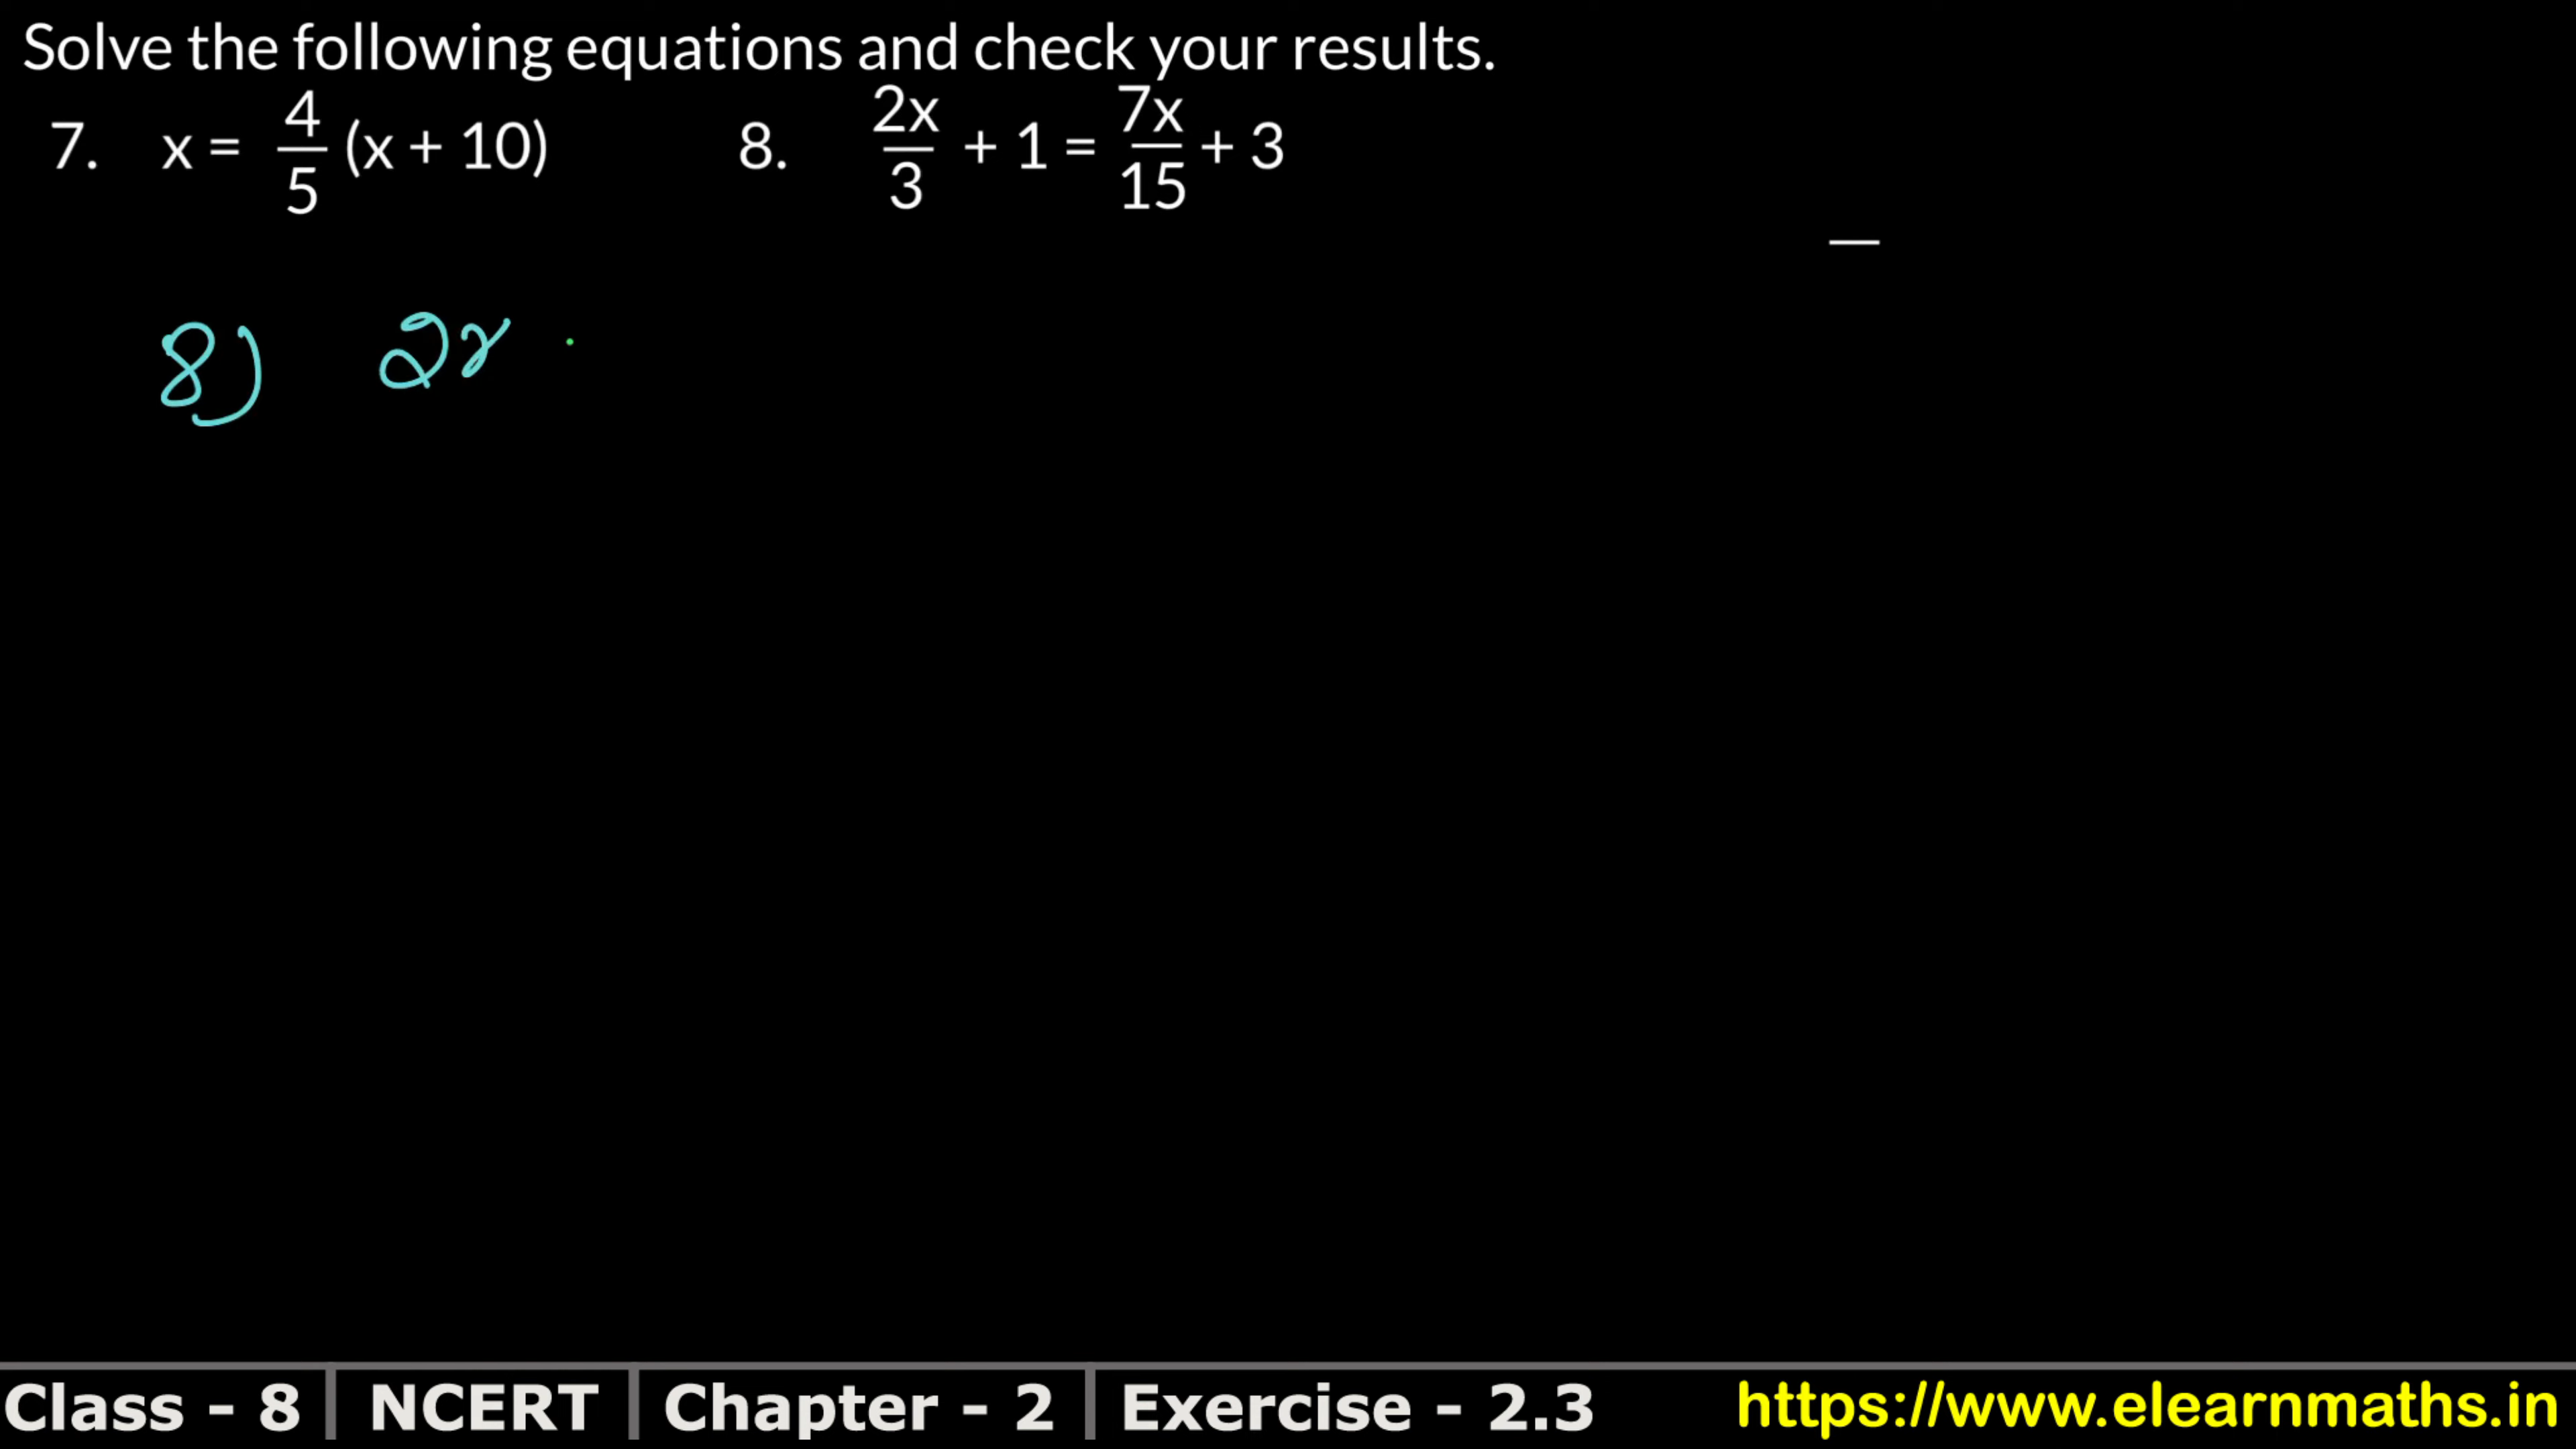 Solve the following equations and check your results.
7. x = 4/5 (x + 10) 8. 2x/3 + 1 = 7x/15 + 3
8) 2x
Class - 8 | NCERT | Chapter - 2 | Exercise - 2.3 https://www.elearnmaths.in